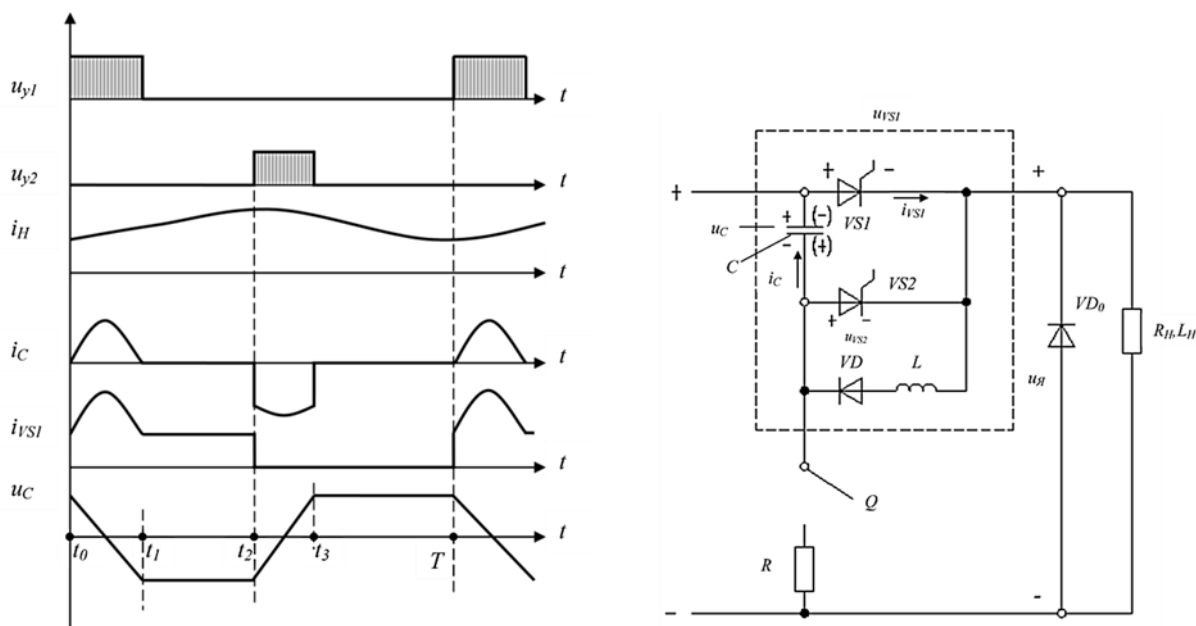 u_y1
t
u_y2
t
i_H
t
i_C
t
i_VS1
t
u_C
t_0
t_1
t_2
t_3
T
t
u_VS1
+
+
-
+
i_VS1
VS1
u_C
+
(-)
-
(+)
C
i_C
VS2
+
-
u_VS2
VD
L
VD_0
R_H,L_H
u_Я
Q
R
-
-